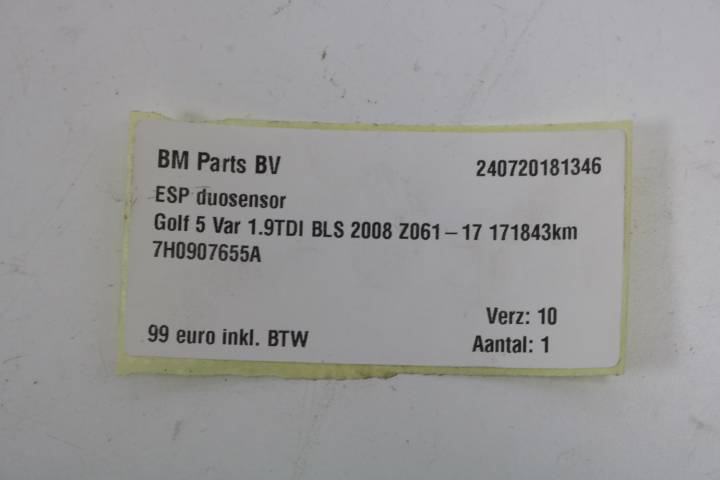 BM Parts BV 240720181346
ESP duosensor
Golf 5 Var 1.9TDI BLS 2008 Z061-17 171843km
7H0907655A
Verz: 10
99 euro inkl. BTW Aantal: 1